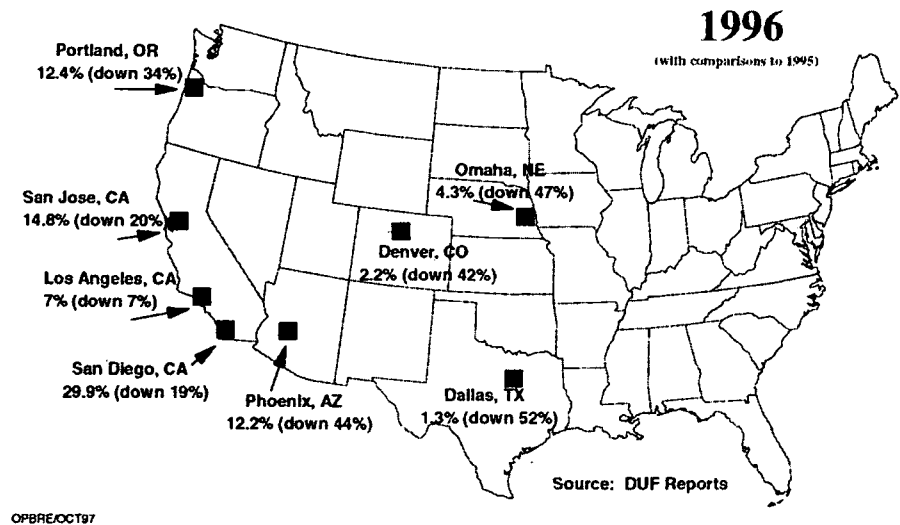 1996
(with comparisons to 1995)
Portland, OR
12.4% (down 34%)
Omaha, NE
4.3% (down 47%)
San Jose, CA
14.8% (down 20%)
Denver, CO
2.2% (down 42%)
Los Angeles, CA
7% (down 7%)
San Diego, CA
29.9% (down 19%)
Phoenix, AZ
12.2% (down 44%)
Dallas, TX
1.3% (down 52%)
Source: DUF Reports
OPBRE/OCT97